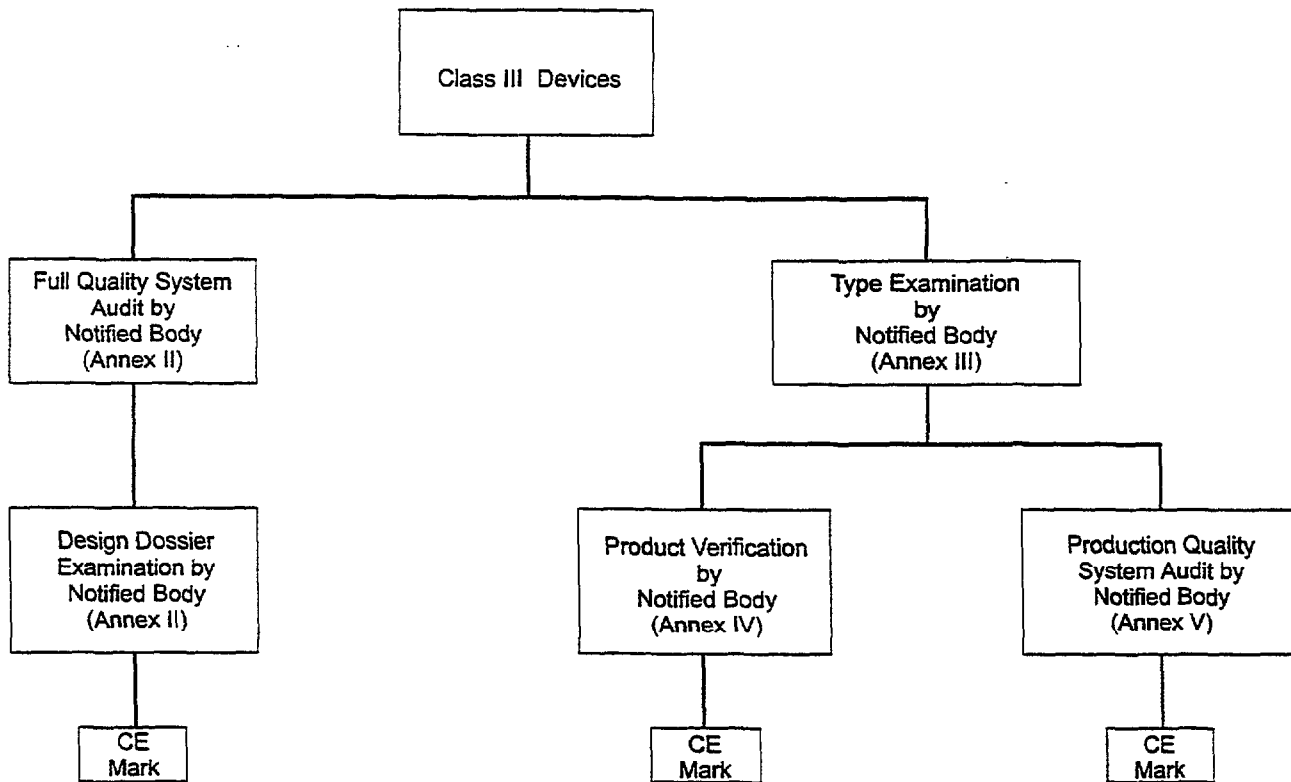 Class III Devices
Full Quality System
Audit by
Notified Body
(Annex II)
Type Examination
by
Notified Body
(Annex III)
Design Dossier
Examination by
Notified Body
(Annex II)
Product Verification
by
Notified Body
(Annex IV)
Production Quality
System Audit by
Notified Body
(Annex V)
CE
Mark
CE
Mark
CE
Mark